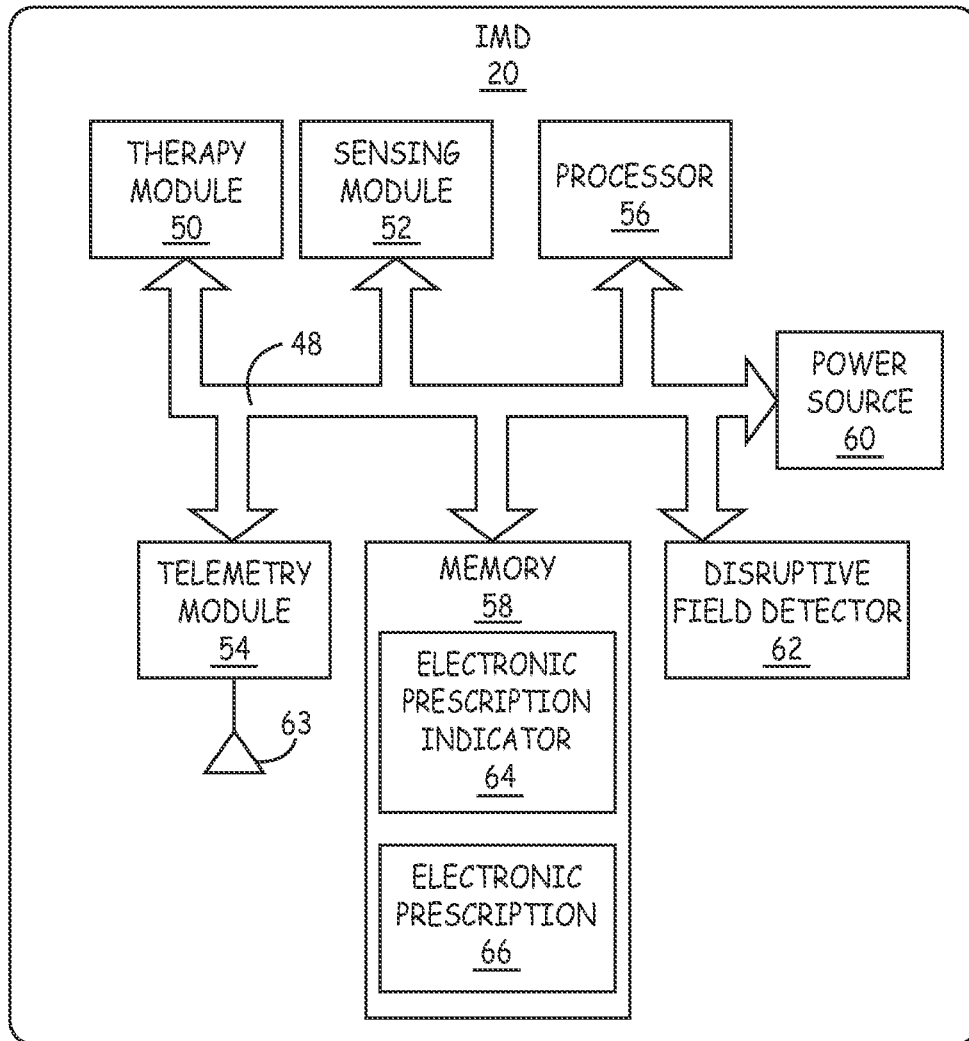 IMD
20
THERAPY
MODULE
50
SENSING
MODULE
52
PROCESSOR
56
48
POWER
SOURCE
60
TELEMETRY
MODULE
54
63
MEMORY
58
ELECTRONIC
PRESCRIPTION
INDICATOR
64
ELECTRONIC
PRESCRIPTION
66
DISRUPTIVE
FIELD DETECTOR
62